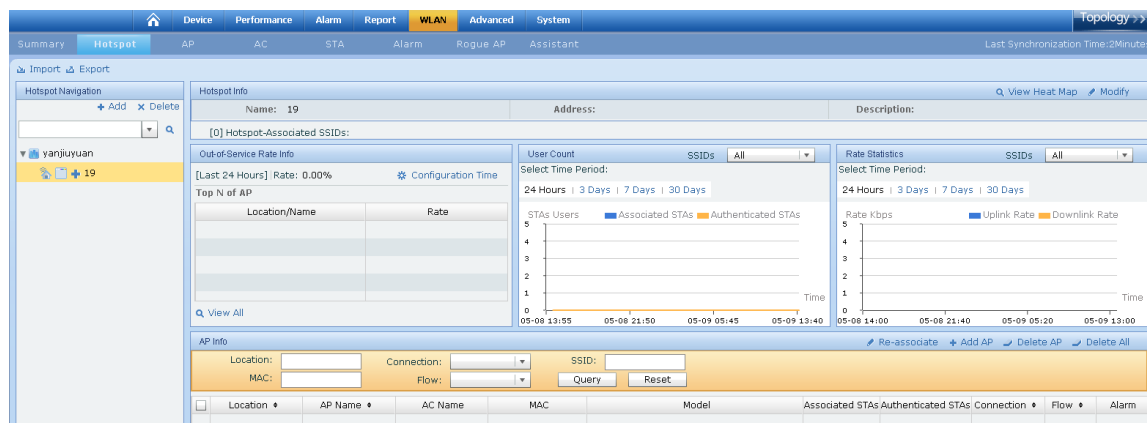 Device Performance Alarm Report WLAN Advanced System Topology >>
Summary Hotspot AP AC STA Alarm Rogue AP Assistant Last Synchronization Time:2Minute
Import Export
Hotspot Navigation
Add Delete
yanjiuyuan
19
Hotspot Info View Heat Map Modify
Name: 19 Address: Description:
[0] Hotspot-Associated SSIDs:
Out-of-Service Rate Info
[Last 24 Hours] Rate: 0.00% Configuration Time
Top N of AP
Location/Name Rate
View All
User Count SSIDs All
Select Time Period:
24 Hours | 3 Days | 7 Days | 30 Days
STAs Users Associated STAs Authenticated STAs
5
4
3
2
1
Time
0
05-08 13:55 05-08 21:50 05-09 05:45 05-09 13:40
Rate Statistics SSIDs All
Select Time Period:
24 Hours | 3 Days | 7 Days | 30 Days
Rate Kbps Uplink Rate Downlink Rate
5
4
3
2
1
Time
0
05-08 14:00 05-08 21:40 05-09 05:20 05-09 13:00
AP Info Re-associate Add AP Delete AP Delete All
Location: Connection: SSID:
MAC: Flow: Query Reset
Location AP Name AC Name MAC Model Associated STAs Authenticated STAs Connection Flow Alarm